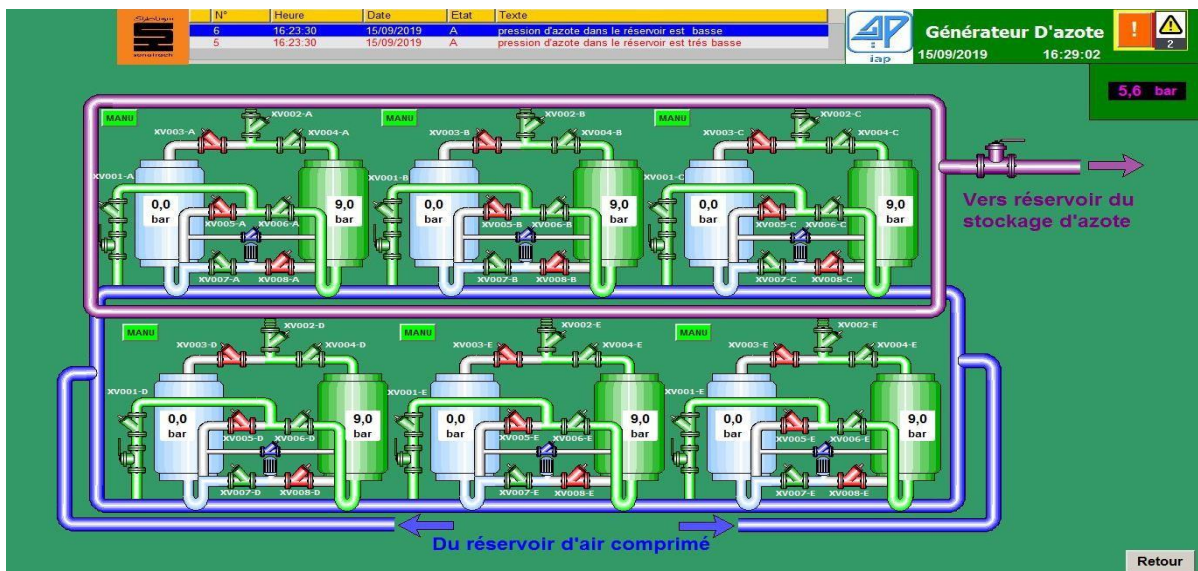 N° Heure Date Etat Texte
6 16:23:30 15/09/2019 A pression d'azote dans le réservoir est basse
5 16:23:30 15/09/2019 A pression d'azote dans le réservoir est trés basse
sonatrach
iap
Générateur D'azote
15/09/2019 16:29:02
!
2
5,6 bar
MANU
XV002-A
XV003-A
XV004-A
XV001-A
0,0 bar
9,0 bar
XV005-A
XV006-A
XV007-A
XV008-A
MANU
XV002-B
XV003-B
XV004-B
XV001-B
0,0 bar
9,0 bar
XV005-B
XV006-B
XV007-B
XV008-B
MANU
XV002-C
XV003-C
XV004-C
XV001-C
0,0 bar
9,0 bar
XV005-C
XV006-C
XV007-C
XV008-C
Vers réservoir du
stockage d'azote
MANU
XV002-D
XV003-D
XV004-D
XV001-D
0,0 bar
9,0 bar
XV005-D
XV006-D
XV007-D
XV008-D
MANU
XV002-E
XV003-E
XV004-E
XV001-E
0,0 bar
9,0 bar
XV005-E
XV006-E
XV007-E
XV008-E
MANU
XV002-E
XV003-E
XV004-E
XV001-E
0,0 bar
9,0 bar
XV005-E
XV006-E
XV007-E
XV008-E
Du réservoir d'air comprimé
Retour